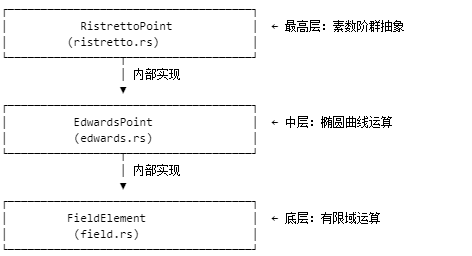 RistrettoPoint ← 最高层：素数阶群抽象
(ristretto.rs)
内部实现
EdwardsPoint ← 中层：椭圆曲线运算
(edwards.rs)
内部实现
FieldElement ← 底层：有限域运算
(field.rs)